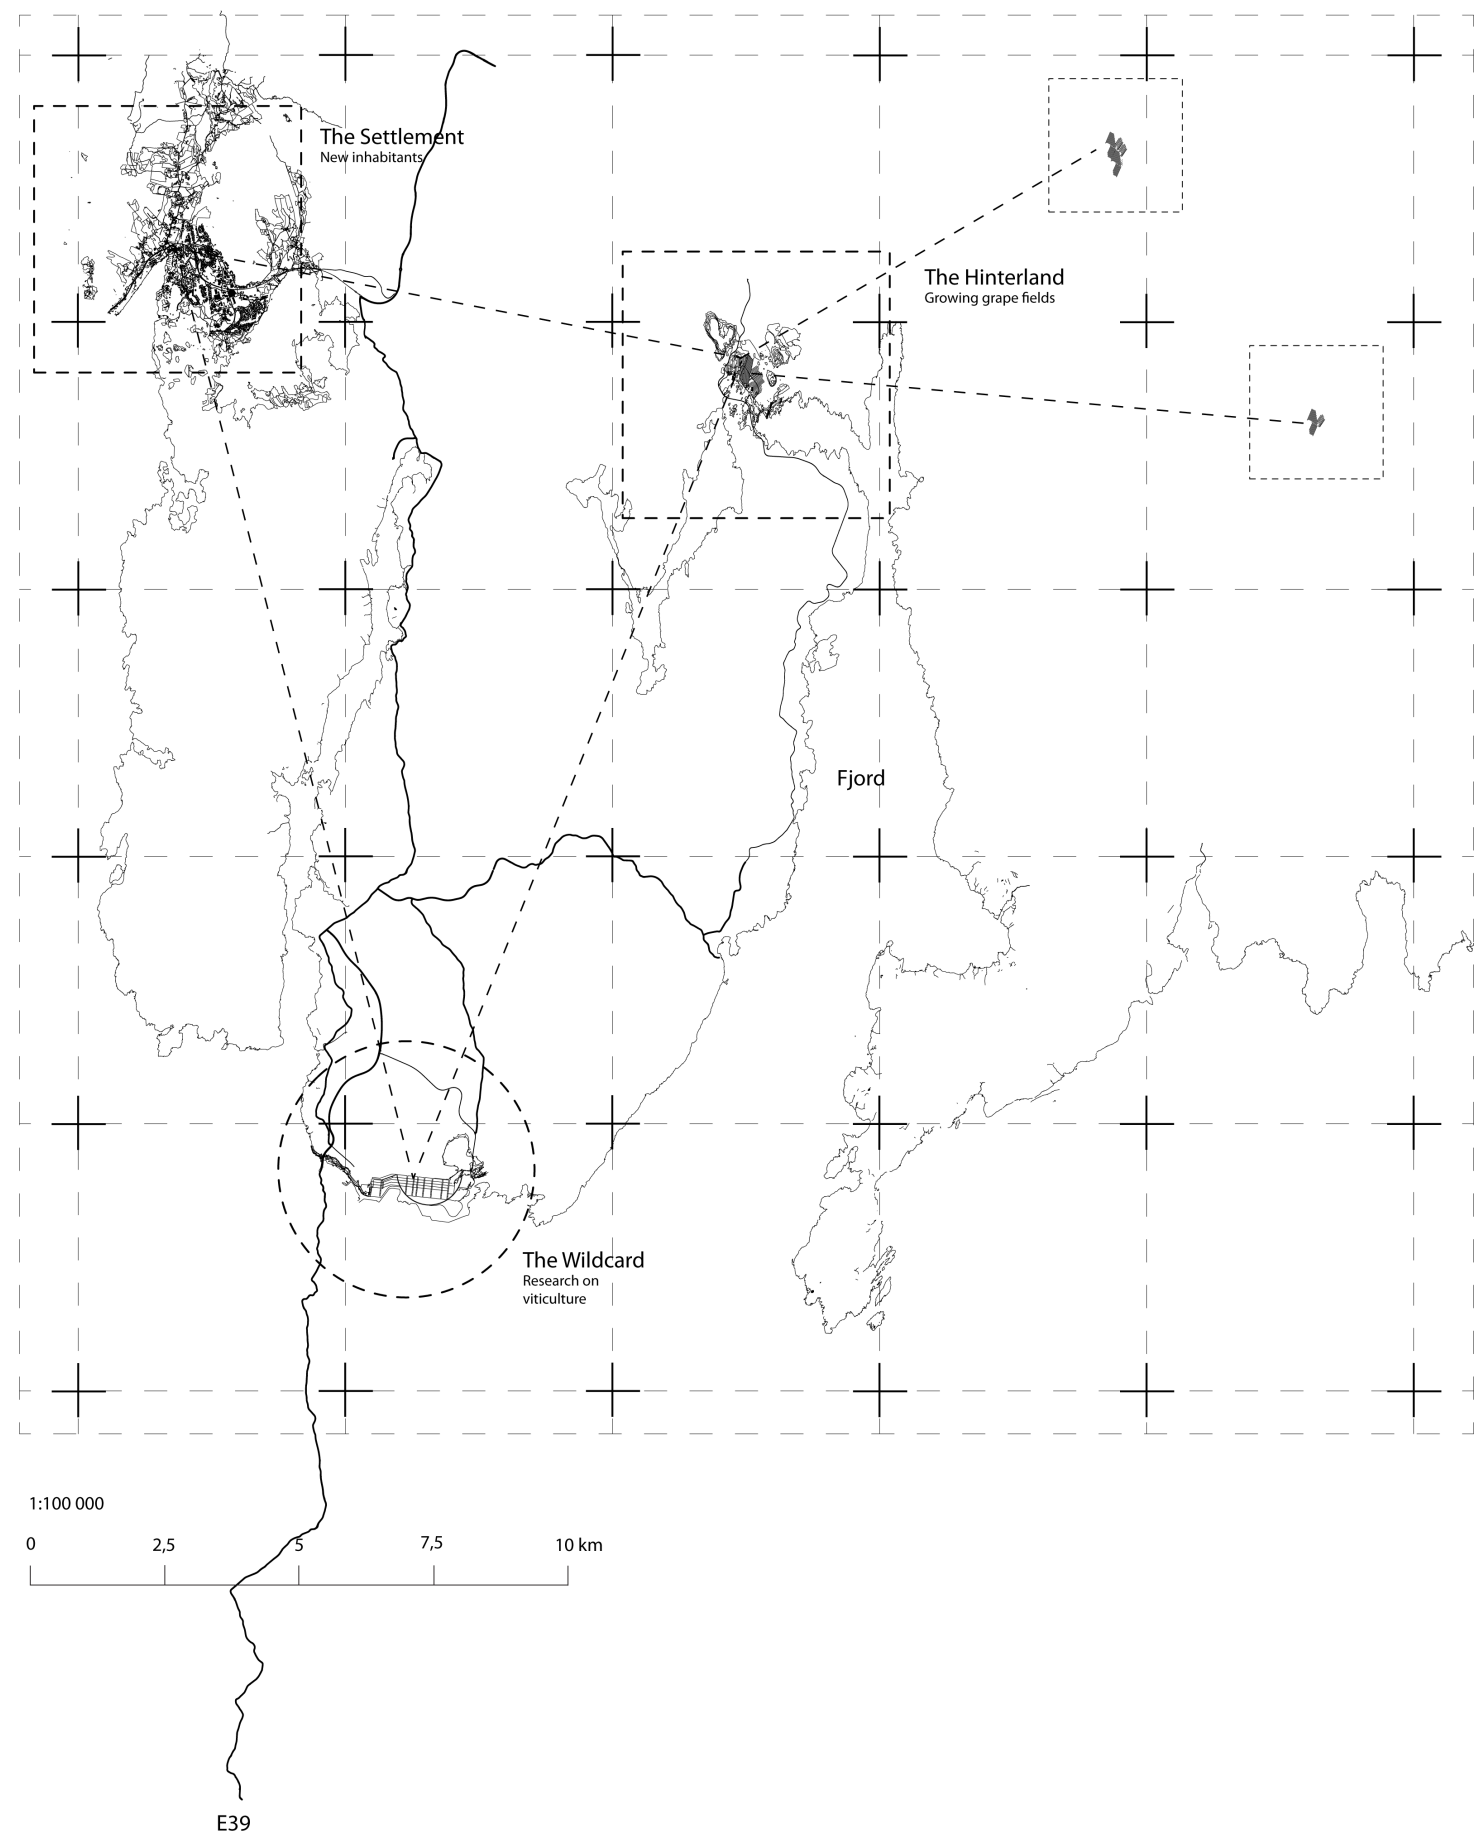 The Settlement
New inhabitants
The Hinterland
Growing grape fields
Fjord
The Wildcard
Research on
viticulture
1:100 000
0 2,5 5 7,5 10 km
E39